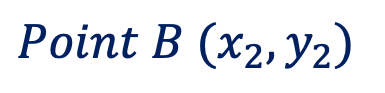 Point B (x₂, y₂)